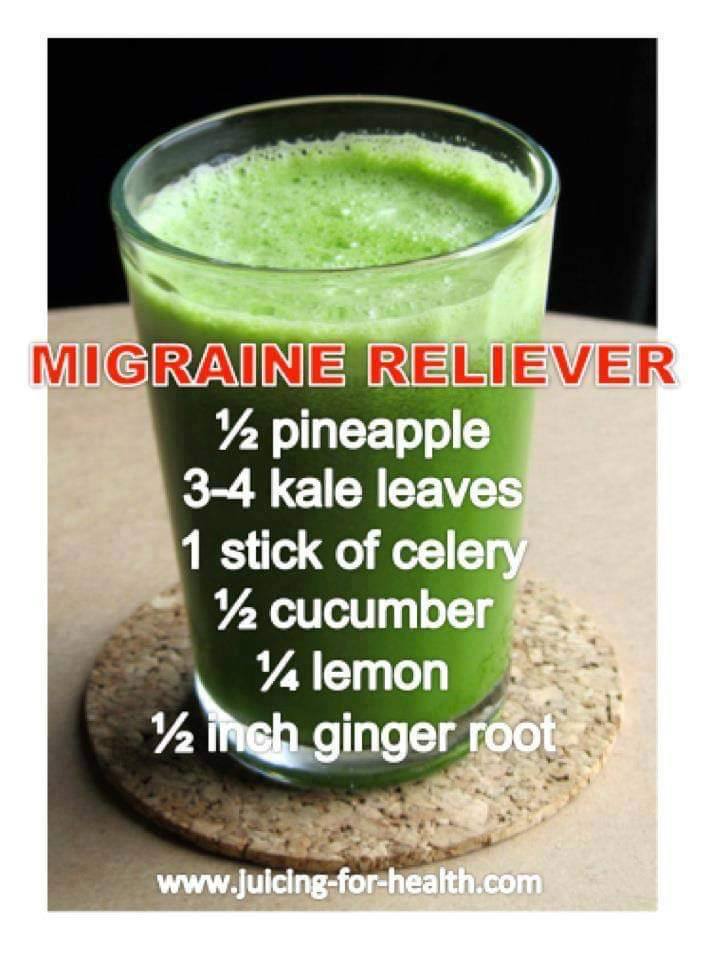 MIGRAINE RELIEVER
½ pineapple
3-4 kale leaves
1 stick of celery
½ cucumber
¼ lemon
½ inch ginger root
www.juicing-for-health.com